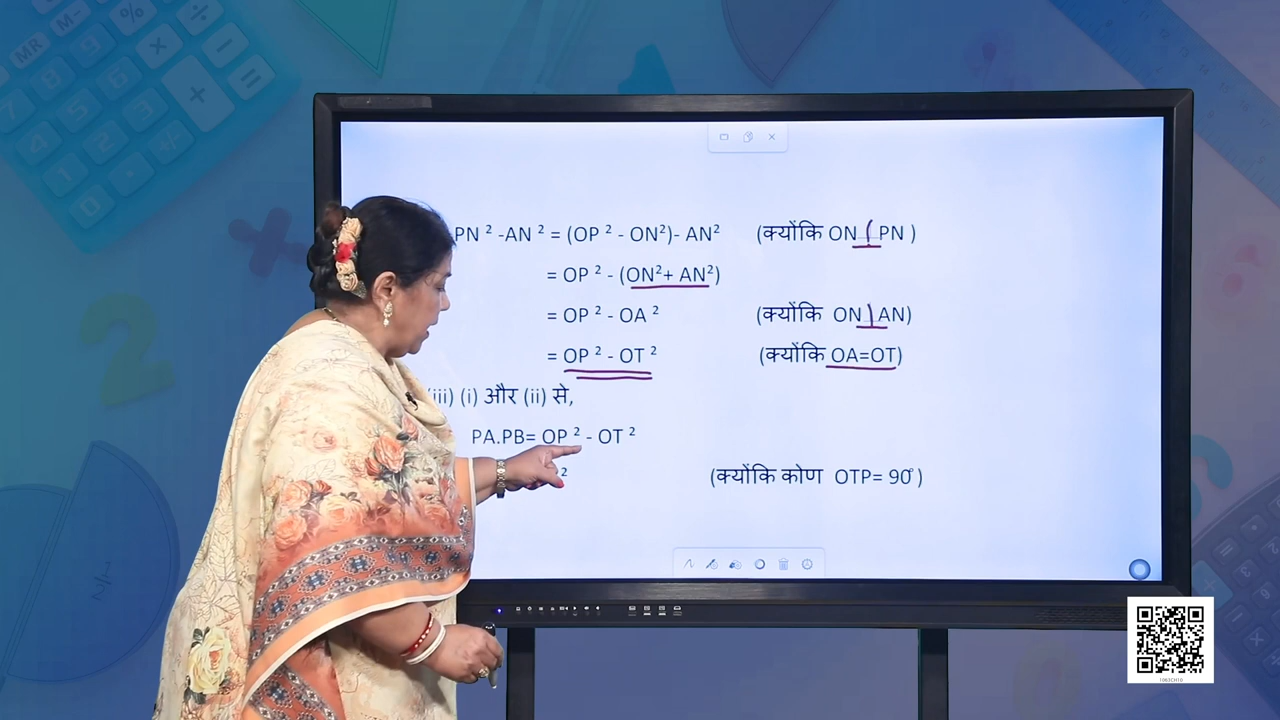 PN ² -AN ² = (OP ² - ON²)- AN² (क्योंकि ON ⊥ PN )
= OP ² - (ON²+ AN²)
= OP ² - OA ² (क्योंकि ON ⊥ AN)
= OP ² - OT ² (क्योंकि OA=OT)
(iii) (i) और (ii) से,
PA.PB= OP ² - OT ²
² (क्योंकि कोण OTP= 90°)